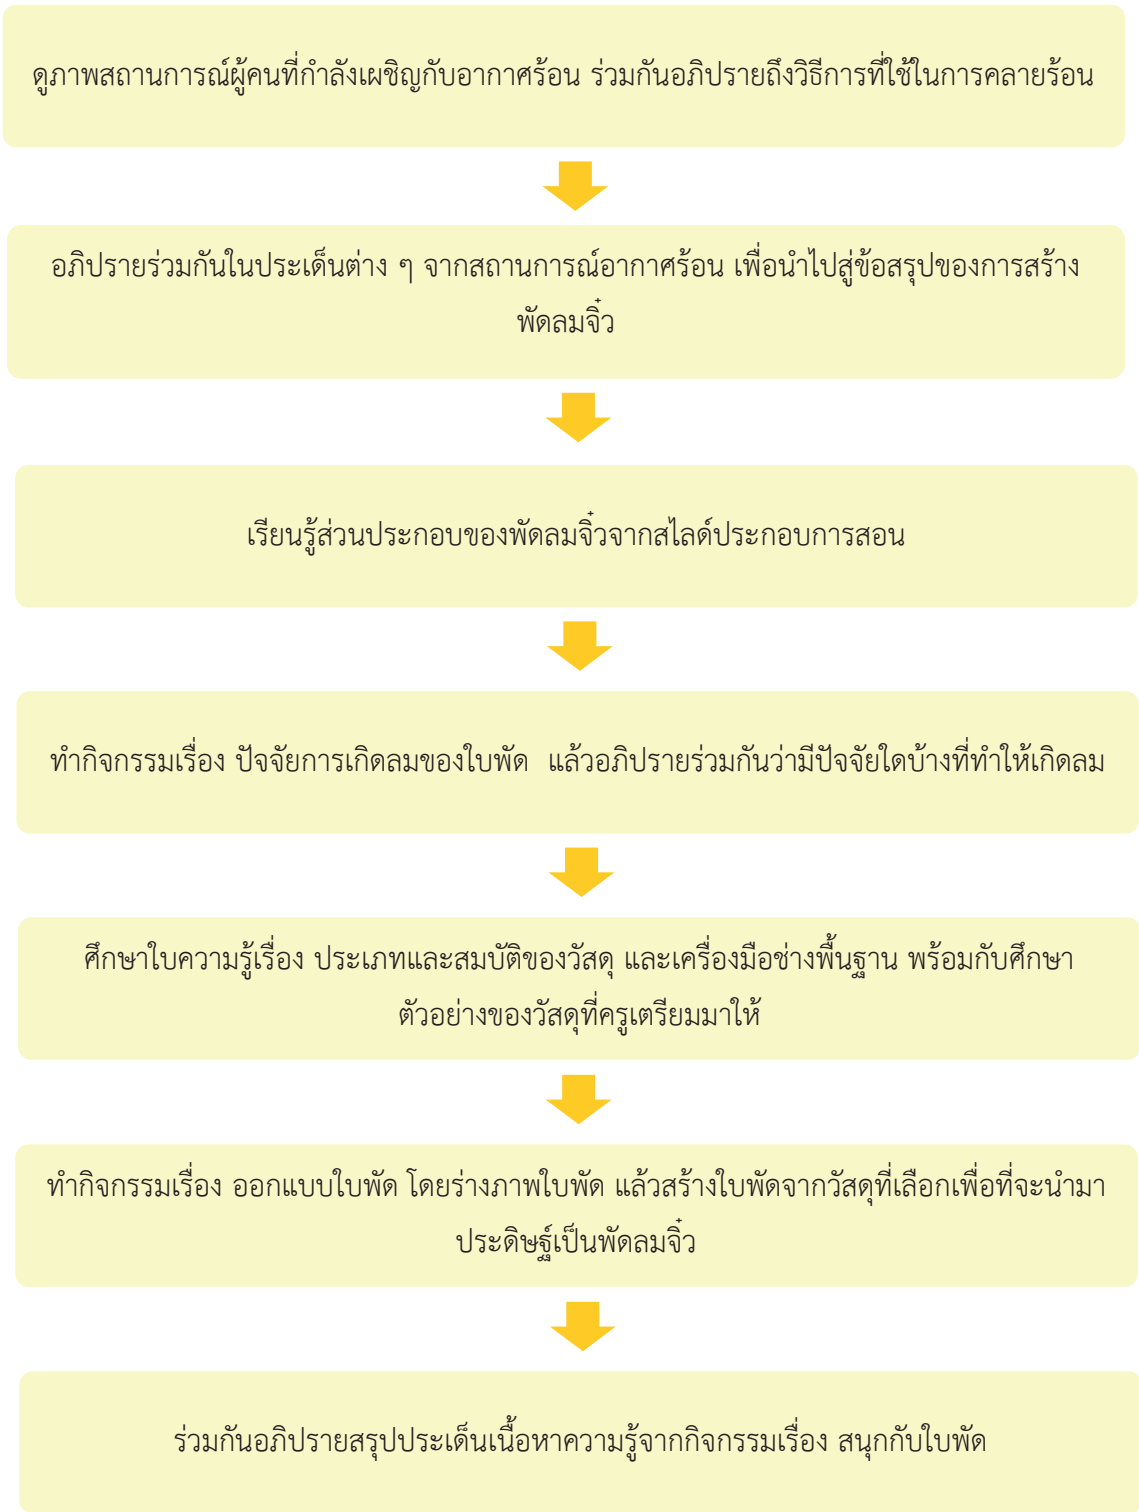 ดูภาพสถานการณ์ผู้คนที่กำลังเผชิญกับอากาศร้อน ร่วมกันอภิปรายถึงวิธีการที่ใช้ในการคลายร้อน
อภิปรายร่วมกันในประเด็นต่าง ๆ จากสถานการณ์อากาศร้อน เพื่อนำไปสู่ข้อสรุปของการสร้าง
พัดลมจิ๋ว
เรียนรู้ส่วนประกอบของพัดลมจิ๋วจากสไลด์ประกอบการสอน
ทำกิจกรรมเรื่อง ปัจจัยการเกิดลมของใบพัด  แล้วอภิปรายร่วมกันว่ามีปัจจัยใดบ้างที่ทำให้เกิดลม
ศึกษาใบความรู้เรื่อง ประเภทและสมบัติของวัสดุ และเครื่องมือช่างพื้นฐาน พร้อมกับศึกษา
ตัวอย่างของวัสดุที่ครูเตรียมมาให้
ทำกิจกรรมเรื่อง ออกแบบใบพัด โดยร่างภาพใบพัด แล้วสร้างใบพัดจากวัสดุที่เลือกเพื่อที่จะนำมา
ประดิษฐ์เป็นพัดลมจิ๋ว
ร่วมกันอภิปรายสรุปประเด็นเนื้อหาความรู้จากกิจกรรมเรื่อง สนุกกับใบพัด